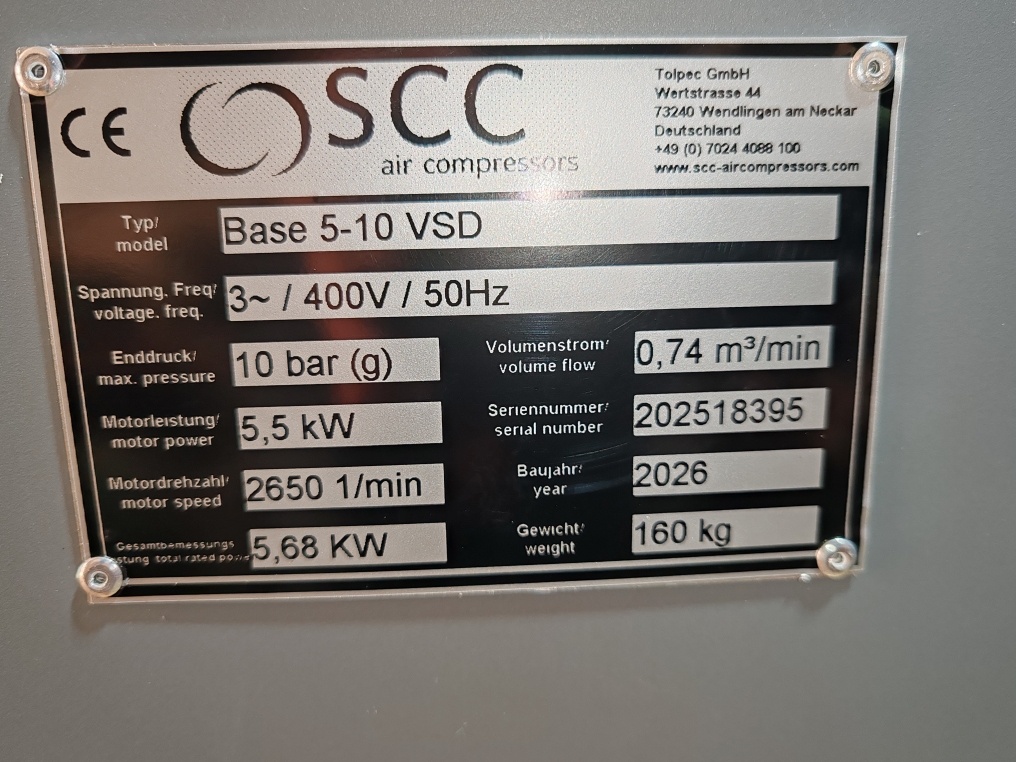 CE
SCC
air compressors
Tolpec GmbH
Wertstrasse 44
73240 Wendlingen am Neckar
Deutschland
+49 (0) 7024 4088 100
www.scc-aircompressors.com
Typ/
model
Base 5-10 VSD
Spannung. Freq/
voltage. freq.
3~ / 400V / 50Hz
Enddruck/
max. pressure
10 bar (g)
Volumenstrom/
volume flow
0,74 m³/min
Motorleistung/
motor power
5,5 kW
Seriennummer/
serial number
202518395
Motordrehzahl/
motor speed
2650 1/min
Baujahr/
year
2026
Gesamtbemessungs
total rated
5,68 KW
Gewicht/
weight
160 kg